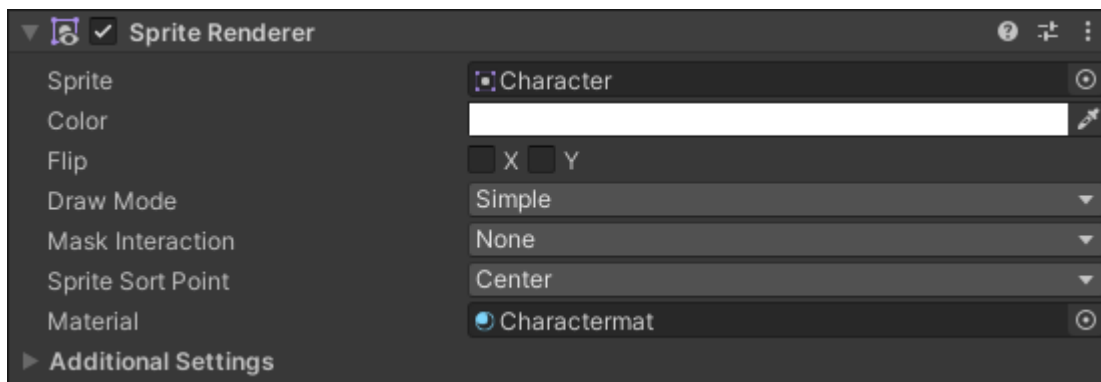 Sprite Renderer
Sprite Character
Color
Flip X Y
Draw Mode Simple
Mask Interaction None
Sprite Sort Point Center
Material Charactermat
Additional Settings